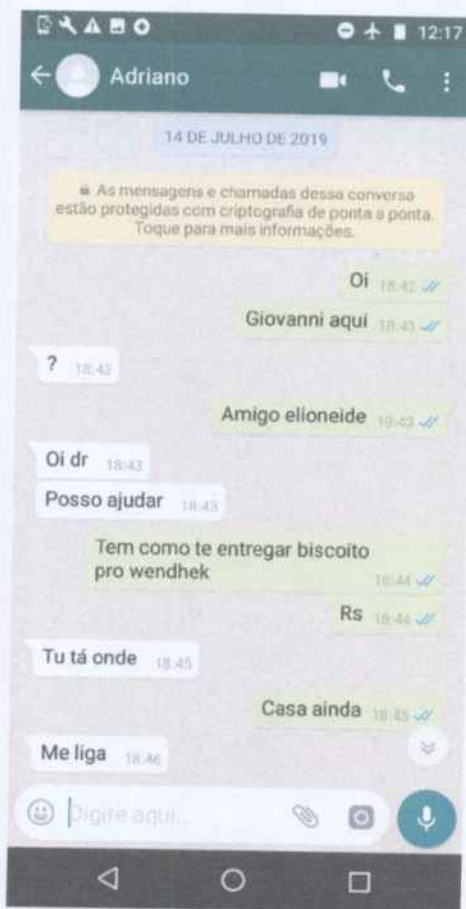 12:17
Adriano
14 DE JULHO DE 2019
As mensagens e chamadas dessa conversa
estão protegidas com criptografia de ponta a ponta.
Toque para mais informações.
Oi 18:42
Giovanni aqui 18:43
? 18:43
Amigo elioneide 18:43
Oi dr 18:43
Posso ajudar 18:43
Tem como te entregar biscoito
pro wendhek 18:44
Rs 18:44
Tu tá onde 18:45
Casa ainda 18:45
Me liga 18:46
Digite aqui...